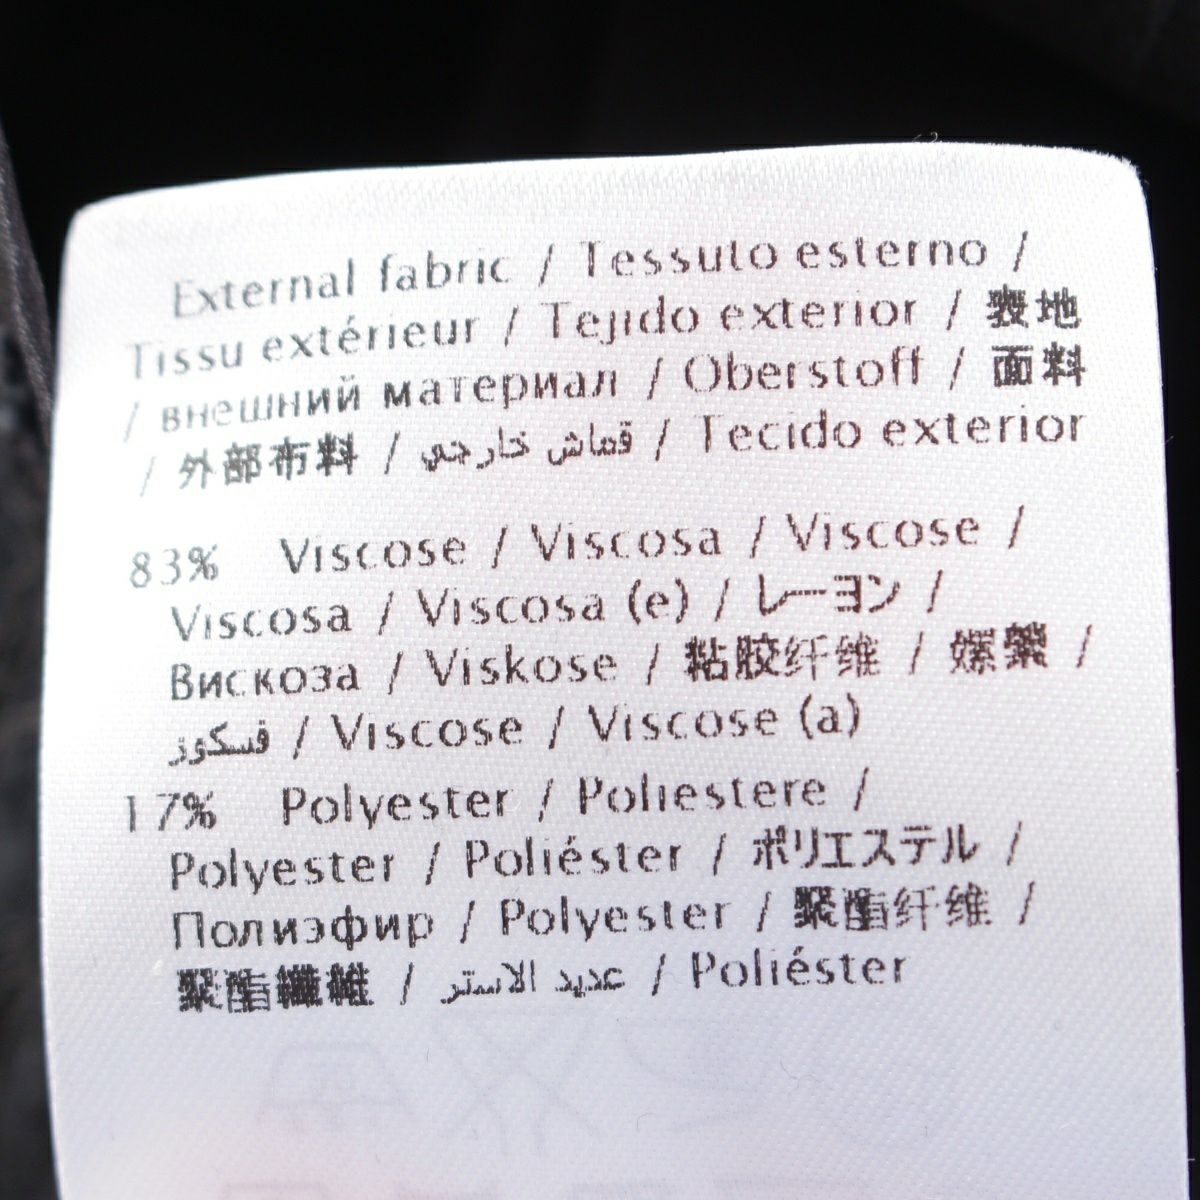 External fabric / Tessuto esterno /
Tissu extérieur / Tejido exterior / 表地
/ внешний материал / Oberstoff / 面料
/ 外部布料 / قماش خارجي / Tecido exterior
83% Viscose / Viscosa / Viscose /
Viscosa / Viscosa (e) / レーヨン /
Вискоза / Viskose / 粘胶纤维 / 嫘縈 /
فسكوز / Viscose / Viscose (a)
17% Polyester / Poliestere /
Polyester / Poliéster / ポリエステル /
Полиэфир / Polyester / 聚酯纤维 /
聚酯纖維 / عديد الاستر / Poliéster